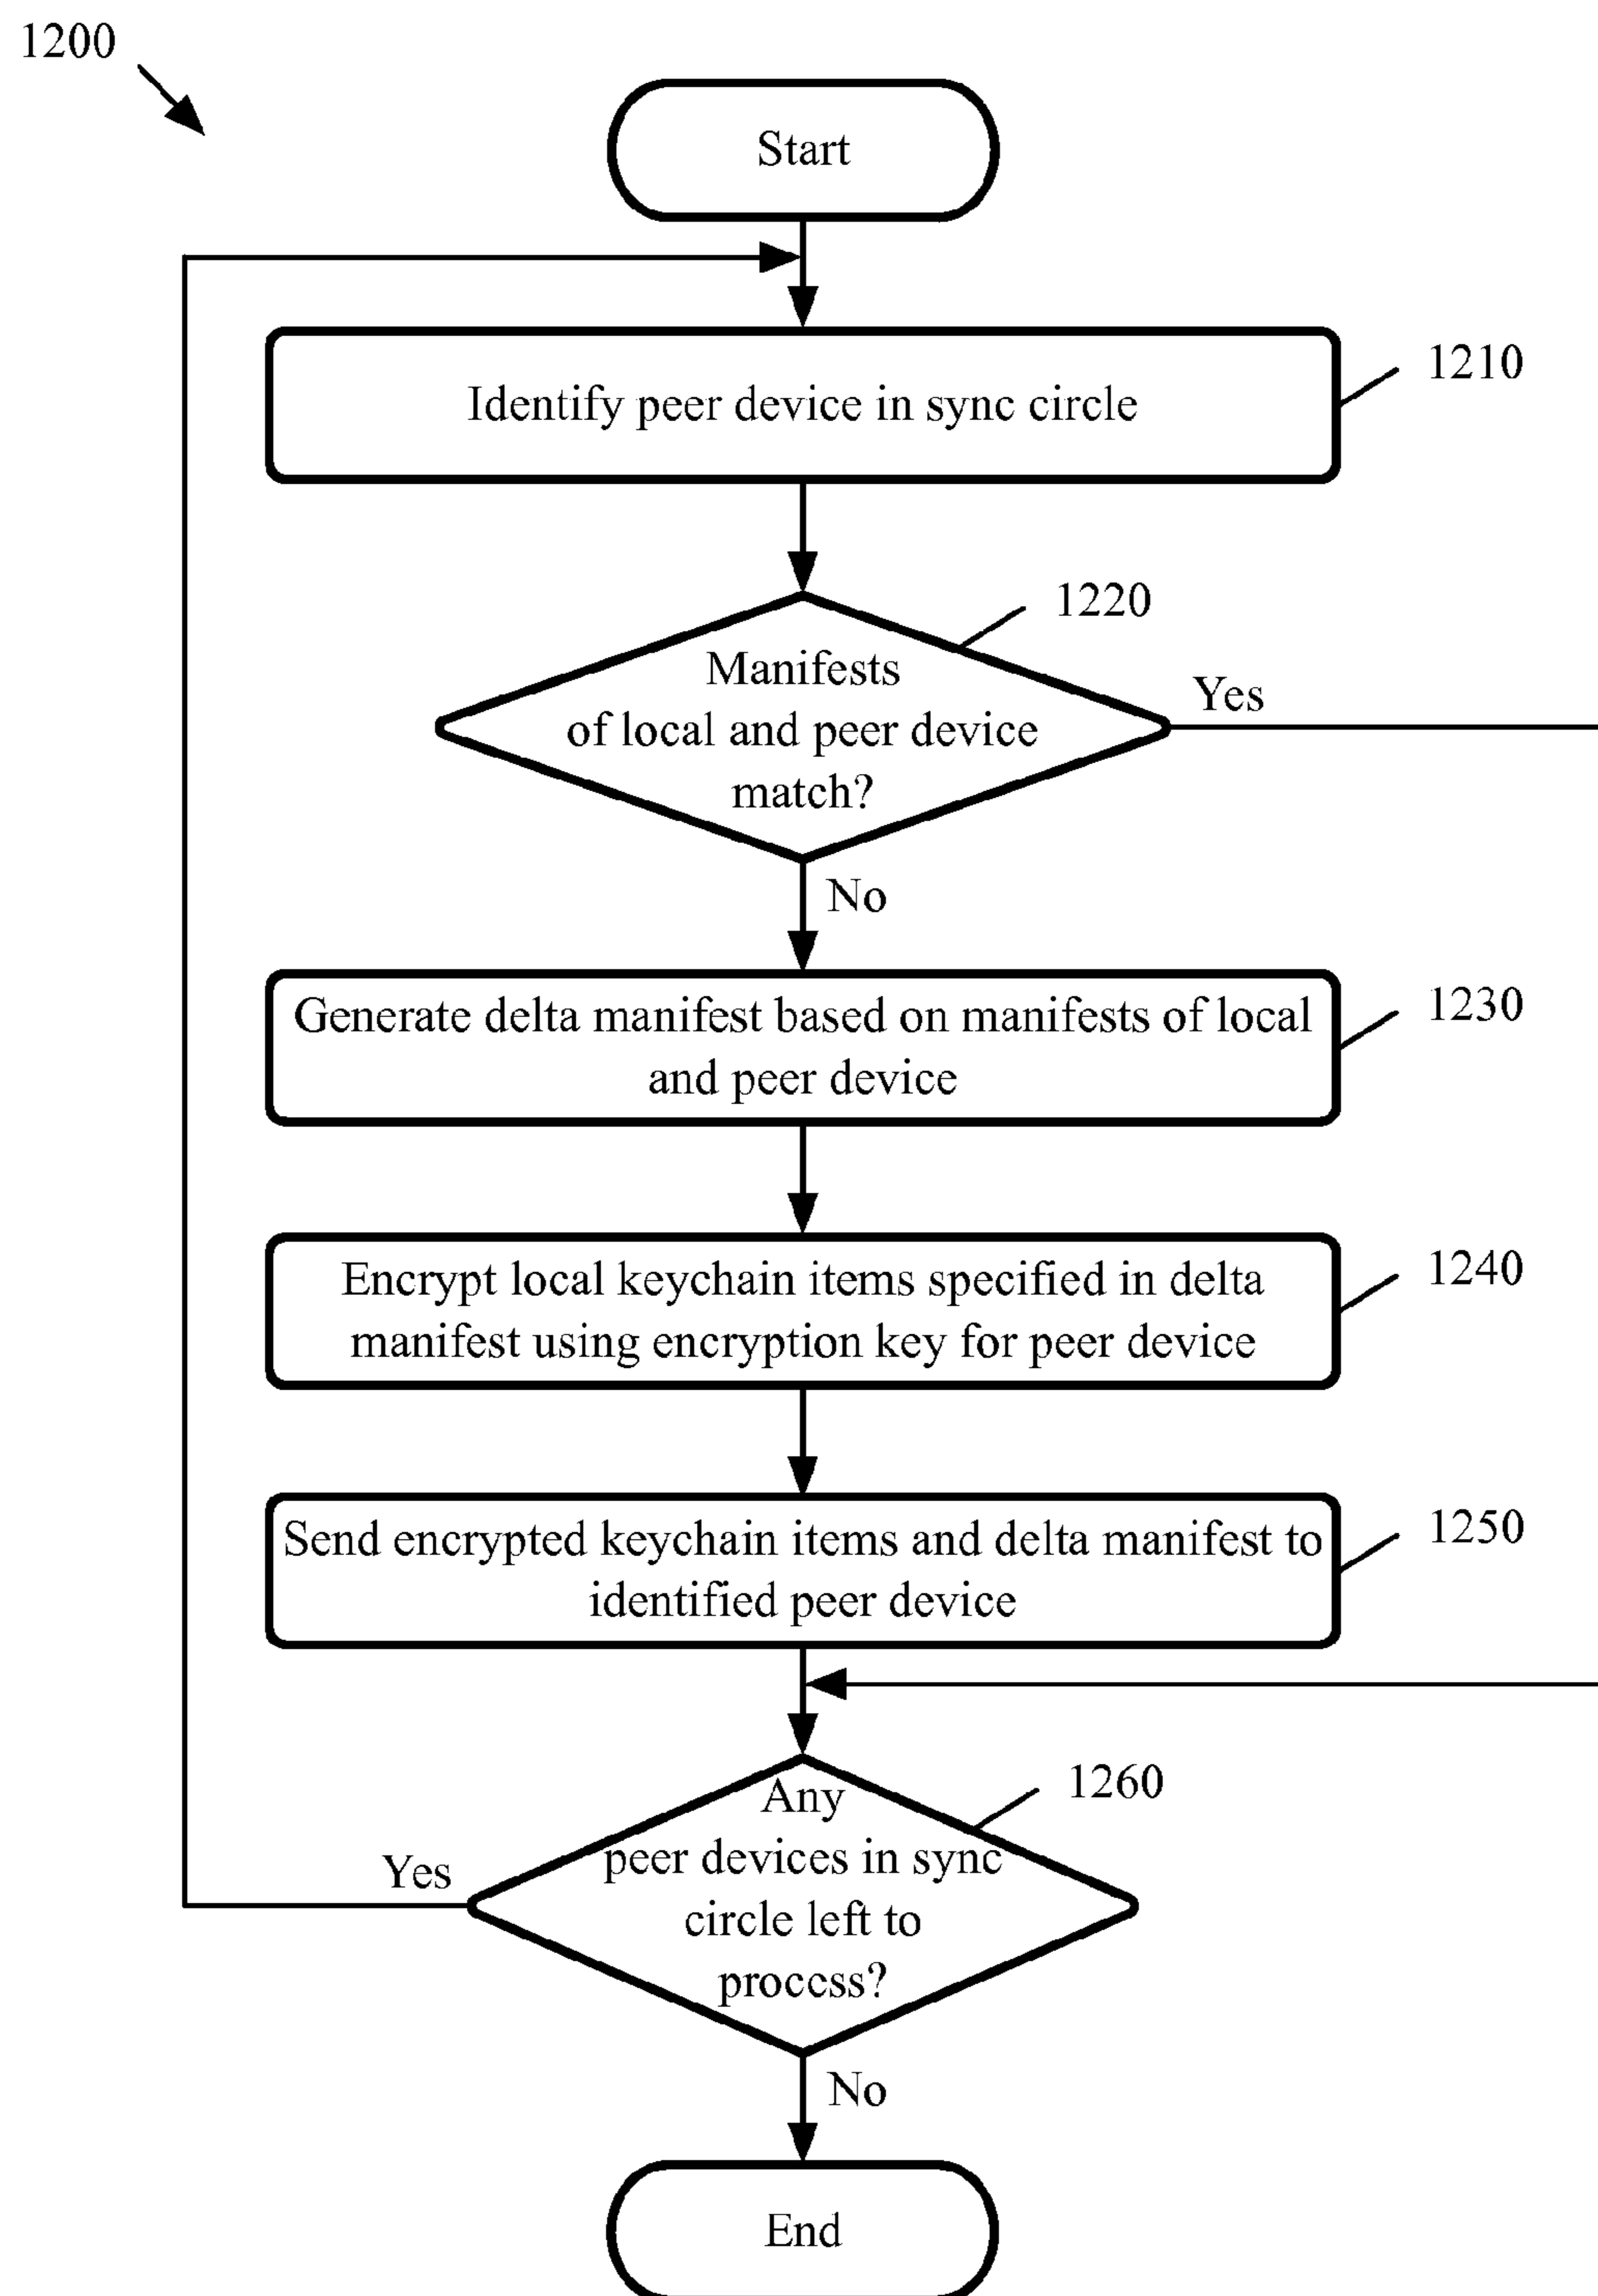 1200
Start
Identify peer device in sync circle
1210
1220
Manifests
of local and peer device
match?
Yes
No
Generate delta manifest based on manifests of local
and peer device
1230
Encrypt local keychain items specified in delta
manifest using encryption key for peer device
1240
Send encrypted keychain items and delta manifest to
identified peer device
1250
Any
peer devices in sync
circle left to
process?
1260
Yes
No
End